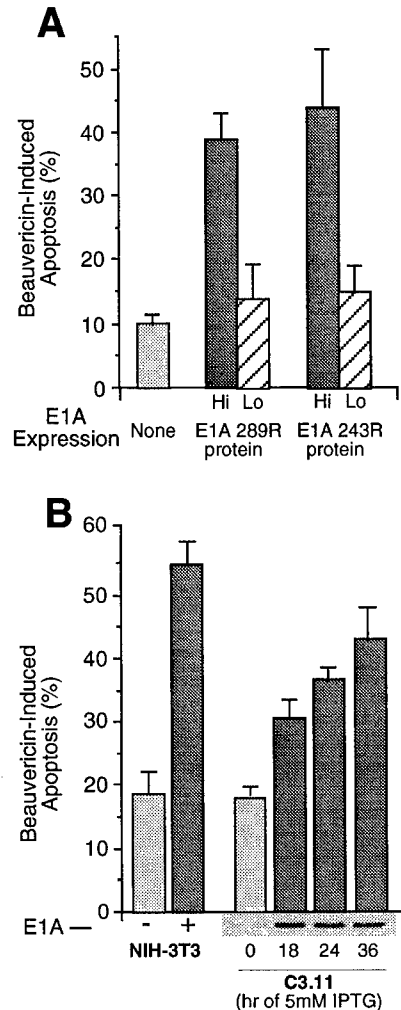 A
Beauvericin-Induced
Apoptosis (%)
50
40
30
20
10
0
Hi Lo Hi Lo
E1A
Expression
None
E1A 289R
protein
E1A 243R
protein
B
Beauvericin-Induced
Apoptosis (%)
60
50
40
30
20
10
0
E1A — - +
NIH-3T3
0 18 24 36
C3.11
(hr of 5mM IPTG)